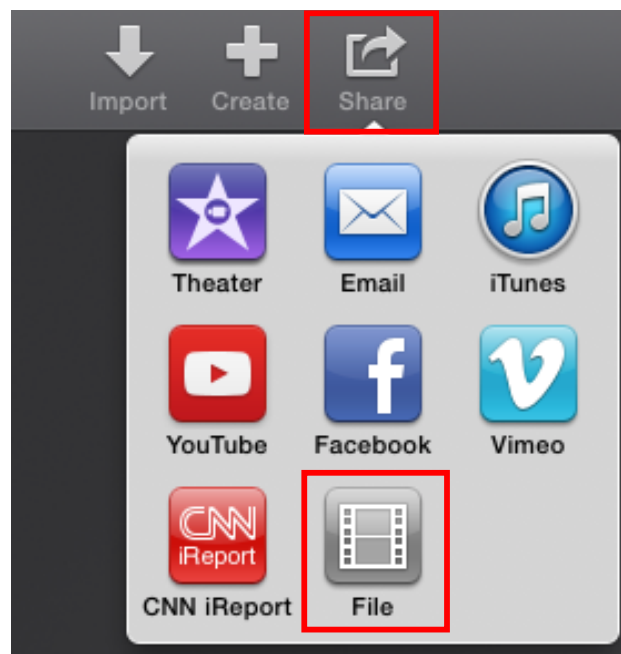 Import Create Share
Theater Email iTunes
YouTube Facebook Vimeo
CNN
iReport
CNN iReport File